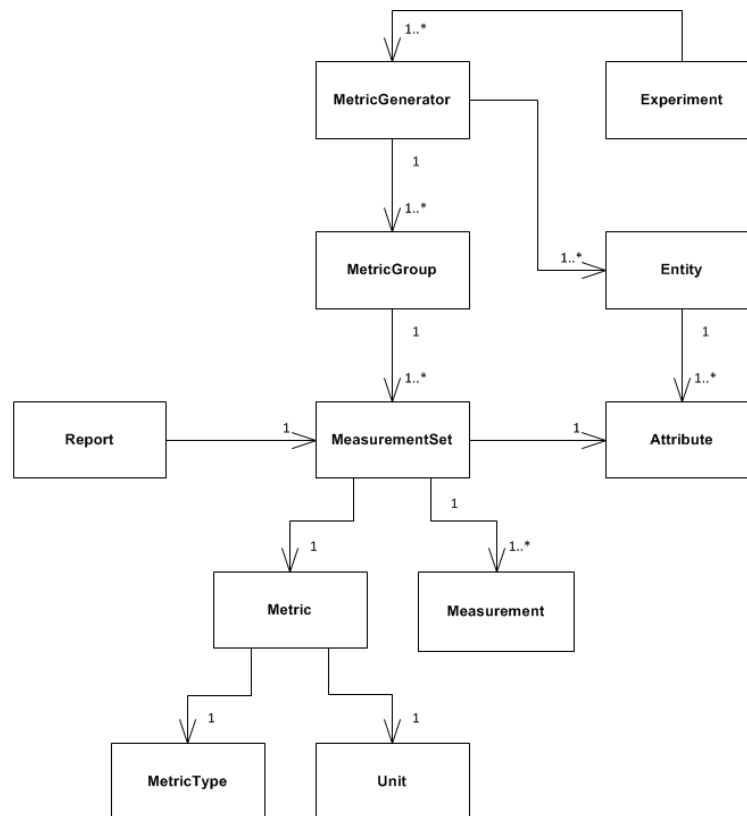 1..*
MetricGenerator
Experiment
1
1..*
1..*
MetricGroup
Entity
1
1
1..*
1..*
Report
1
MeasurementSet
1
Attribute
1
1
1..*
Metric
Measurement
1
1
MetricType
Unit